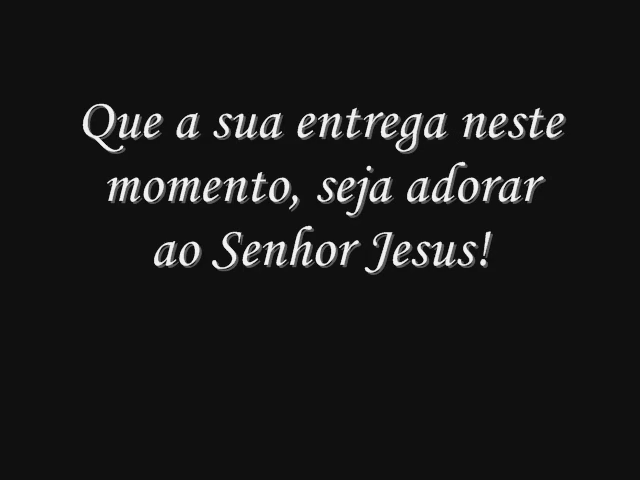 Que a sua entrega neste
momento, seja adorar
ao Senhor Jesus!